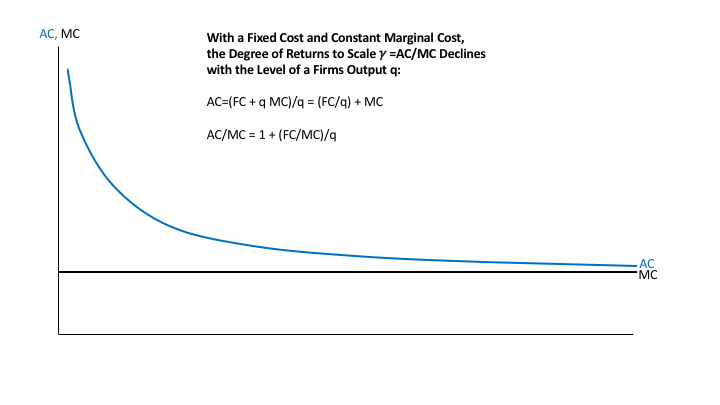 AC, MC
With a Fixed Cost and Constant Marginal Cost,
the Degree of Returns to Scale γ =AC/MC Declines
with the Level of a Firms Output q:
AC=(FC + q MC)/q = (FC/q) + MC
AC/MC = 1 + (FC/MC)/q
AC
MC